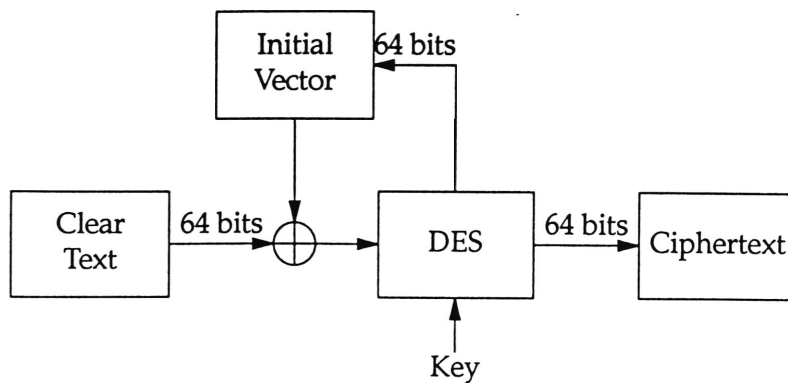 Initial
Vector
64 bits
Clear
Text
64 bits
DES
64 bits
Ciphertext
Key